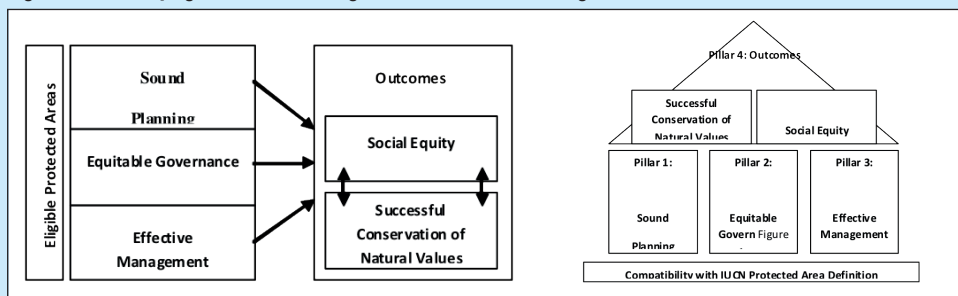 Eligible Protected Areas
Sound
Planning
Equitable Governance
Effective
Management
Outcomes
Social Equity
Successful
Conservation of
Natural Values
Pillar 4: Outcomes
Successful
Conservation of
Natural Values
Social Equity
Pillar 1:
Sound
Planning
Pillar 2:
Equitable
Govern Figure
Pillar 3:
Effective
Management
Compatibility with IUCN Protected Area Definition